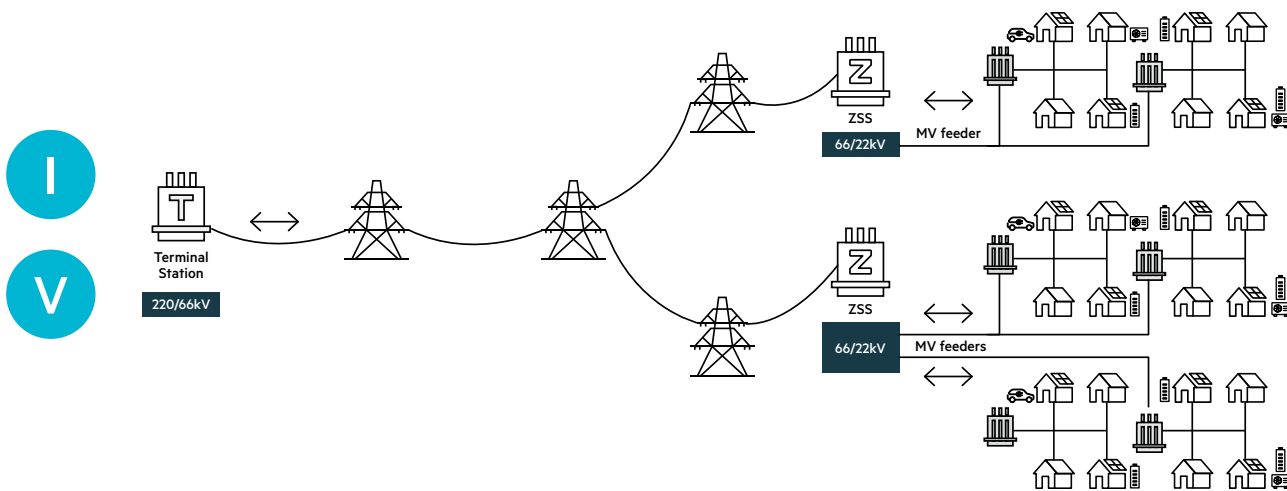 I
V
T
Terminal
Station
220/66kV
Z
ZSS
66/22kV
MV feeder
Z
ZSS
66/22kV
MV feeders